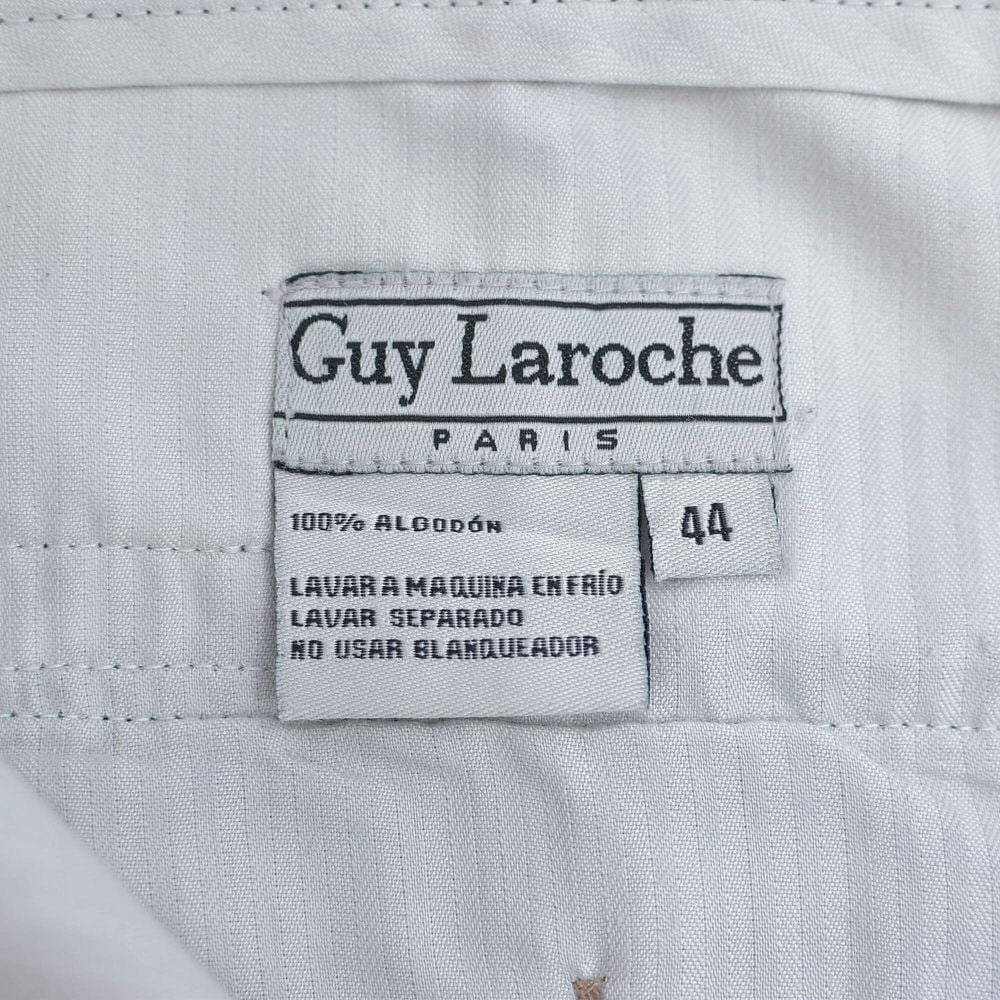 Guy Laroche
PARIS
100% ALGODÓN
44
LAVAR A MAQUINA EN FRÍO
LAVAR SEPARADO
NO USAR BLANQUEADOR